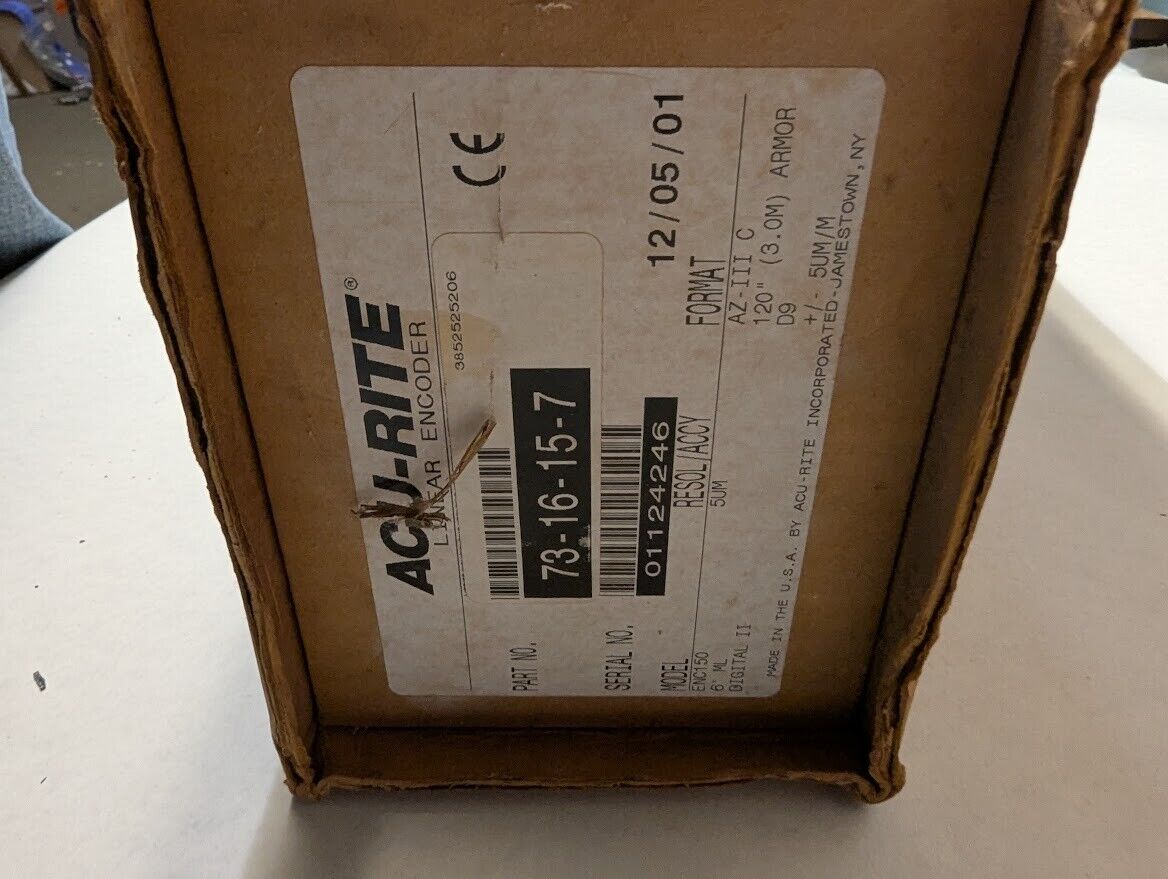 ACU-RITE®
LINEAR ENCODER
CE
3852525206
PART NO.
73-16-15-7
SERIAL NO.
01124246
12/05/01
MODEL RESOL/ACCY FORMAT
ENC150 5UM AZ-III C
6" ML 120" (3.0M) ARMOR
DIGITAL II D9
+/- 5UM/M
MADE IN THE U.S.A. BY ACU-RITE INCORPORATED-JAMESTOWN, NY